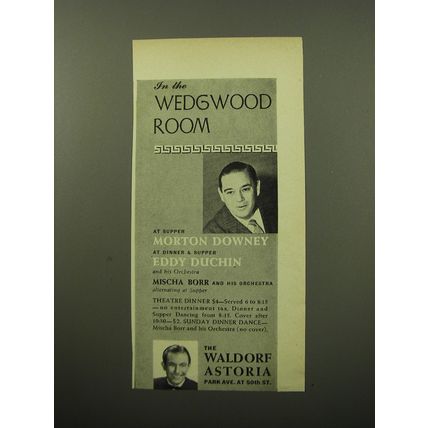 In the
WEDGWOOD
ROOM
AT SUPPER
MORTON DOWNEY
AT DINNER & SUPPER
EDDY DUCHIN
and his Orchestra
MISCHA BORR AND HIS ORCHESTRA
alternating at Supper
THEATRE DINNER $4—Served 6 to 8:15
—no entertainment tax. Dinner and
Supper Dancing from 8:15. Cover after
10:30—$2. SUNDAY DINNER DANCE—
Mischa Borr and his Orchestra (no cover).
THE
WALDORF
ASTORIA
PARK AVE. AT 50TH ST.